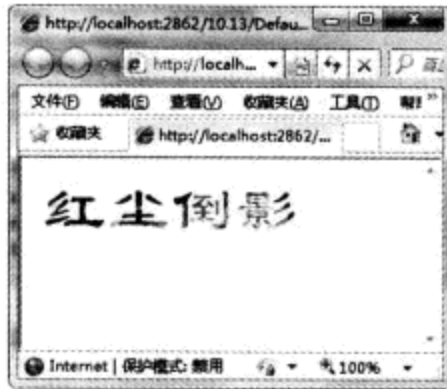 http://localhost:2862/10.13/Defau...
http://localh...
文件(F) 编辑(E) 查看(V) 收藏夹(A) 工具(T) 帮助
收藏夹 http://localhost:2862/...
红尘倒影
Internet | 保护模式: 禁用 100%